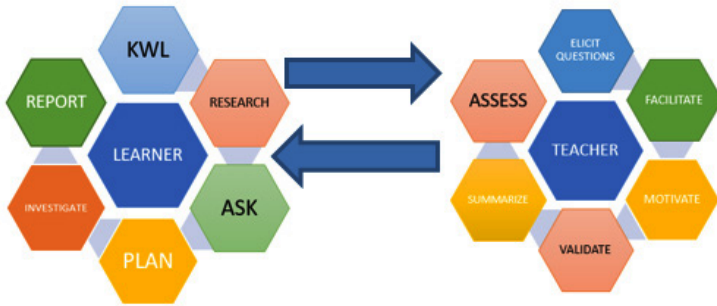 KWL
RESEARCH
ASK
PLAN
INVESTIGATE
REPORT
LEARNER
ELICIT
QUESTIONS
FACILITATE
MOTIVATE
VALIDATE
SUMMARIZE
ASSESS
TEACHER